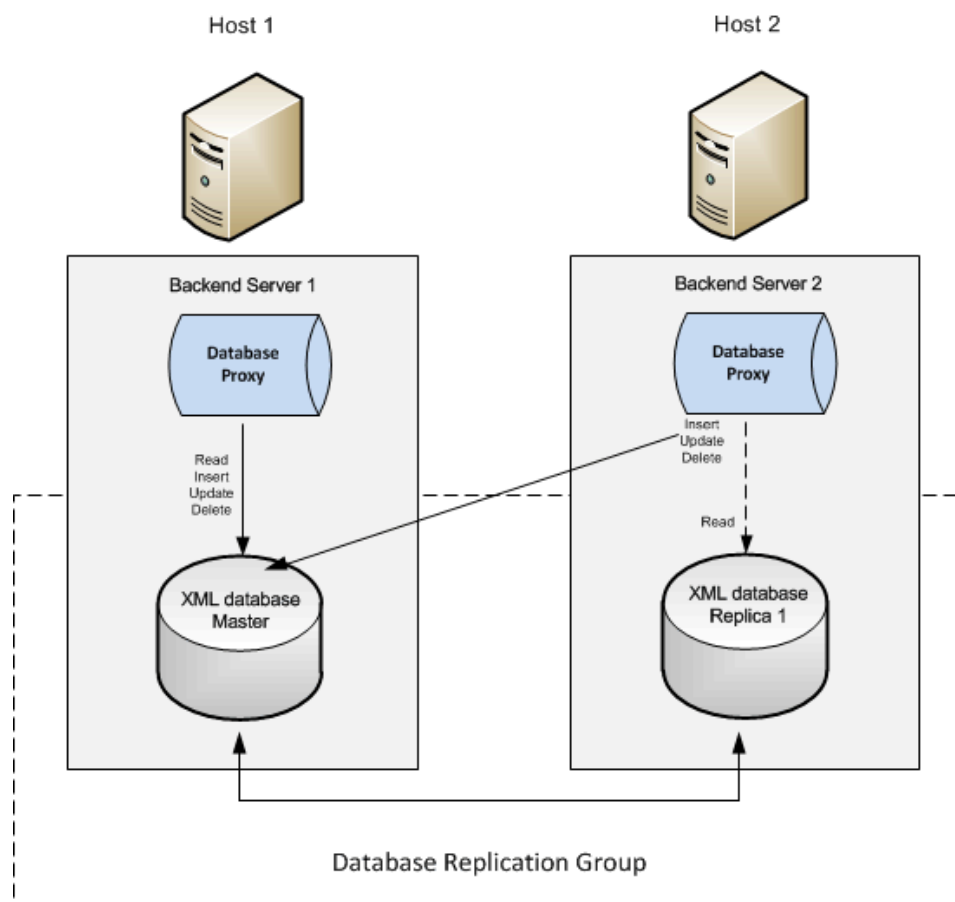 Host 1
Host 2
Backend Server 1
Backend Server 2
Database
Proxy
Database
Proxy
Read
Insert
Update
Delete
Insert
Update
Delete
Read
XML database
Master
XML database
Replica 1
Database Replication Group